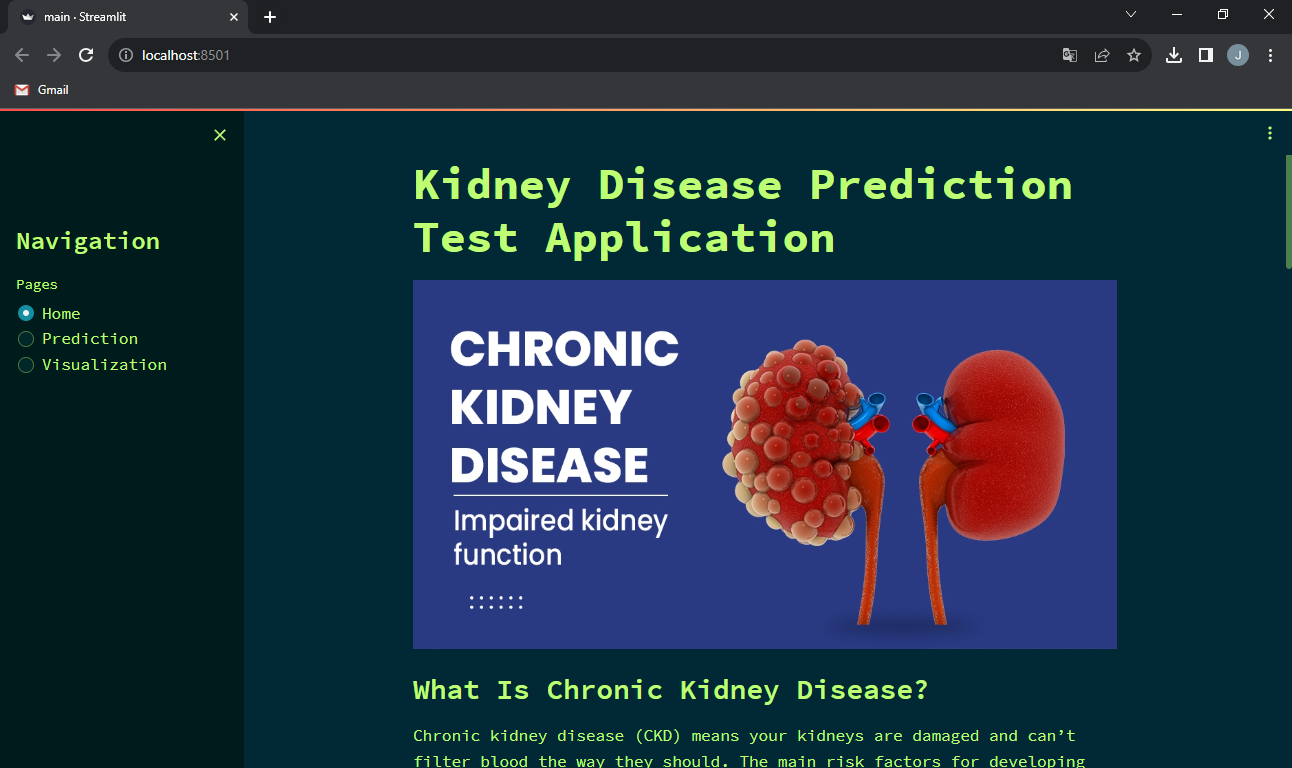 main · Streamlit
localhost:8501
J
Gmail
Navigation
Pages
Home
Prediction
Visualization
Kidney Disease Prediction
Test Application
CHRONIC
KIDNEY
DISEASE
Impaired kidney
function
What Is Chronic Kidney Disease?
Chronic kidney disease (CKD) means your kidneys are damaged and can’t
filter blood the way they should. The main risk factors for developing